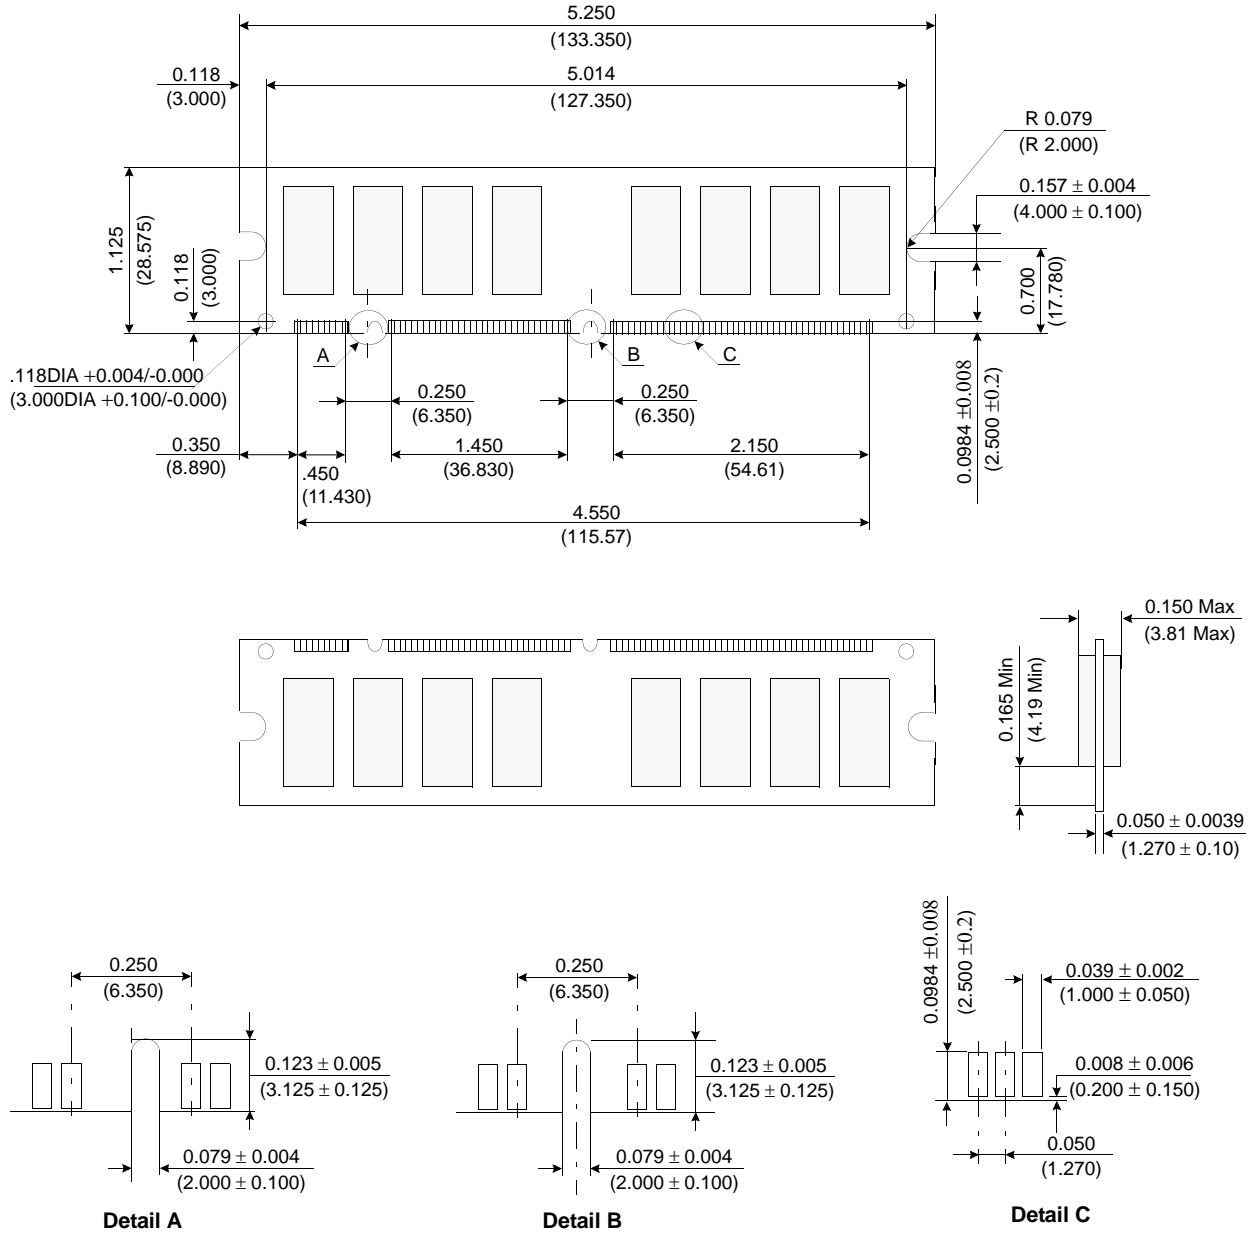 5.250
(133.350)
0.118
(3.000)
5.014
(127.350)
R 0.079
(R 2.000)
0.157 ± 0.004
(4.000 ± 0.100)
1.125
(28.575)
0.118
(3.000)
0.700
(17.780)
A
B
C
.118DIA +0.004/-0.000
(3.000DIA +0.100/-0.000)
0.250
(6.350)
0.250
(6.350)
0.0984 ±0.008
(2.500 ±0.2)
0.350
(8.890)
.450
(11.430)
1.450
(36.830)
2.150
(54.61)
4.550
(115.57)
0.150 Max
(3.81 Max)
0.165 Min
(4.19 Min)
0.050 ± 0.0039
(1.270 ± 0.10)
0.250
(6.350)
0.123 ± 0.005
(3.125 ± 0.125)
0.079 ± 0.004
(2.000 ± 0.100)
Detail A
0.250
(6.350)
0.123 ± 0.005
(3.125 ± 0.125)
0.079 ± 0.004
(2.000 ± 0.100)
Detail B
0.0984 ±0.008
(2.500 ±0.2)
0.039 ± 0.002
(1.000 ± 0.050)
0.008 ± 0.006
(0.200 ± 0.150)
0.050
(1.270)
Detail C